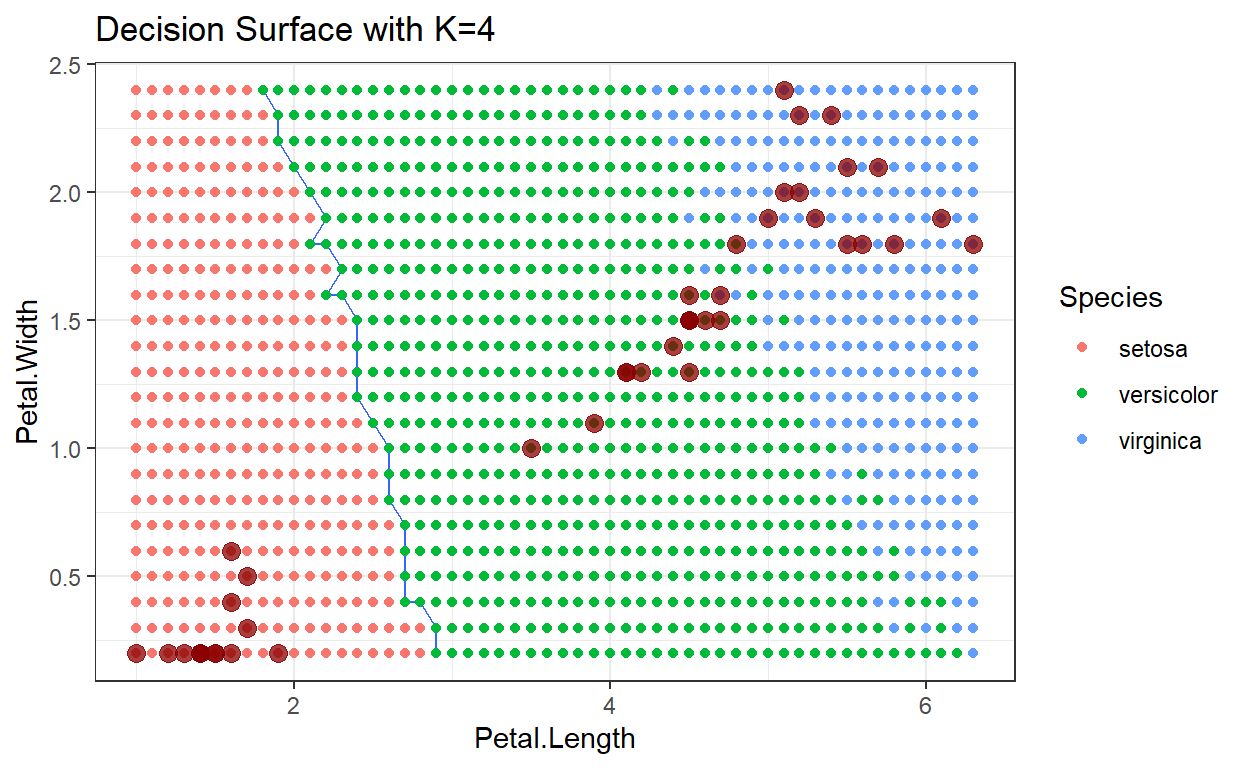 Decision Surface with K=4
2.5
2.0
1.5
1.0
0.5
Petal.Width
2
4
6
Petal.Length
Species
setosa
versicolor
virginica